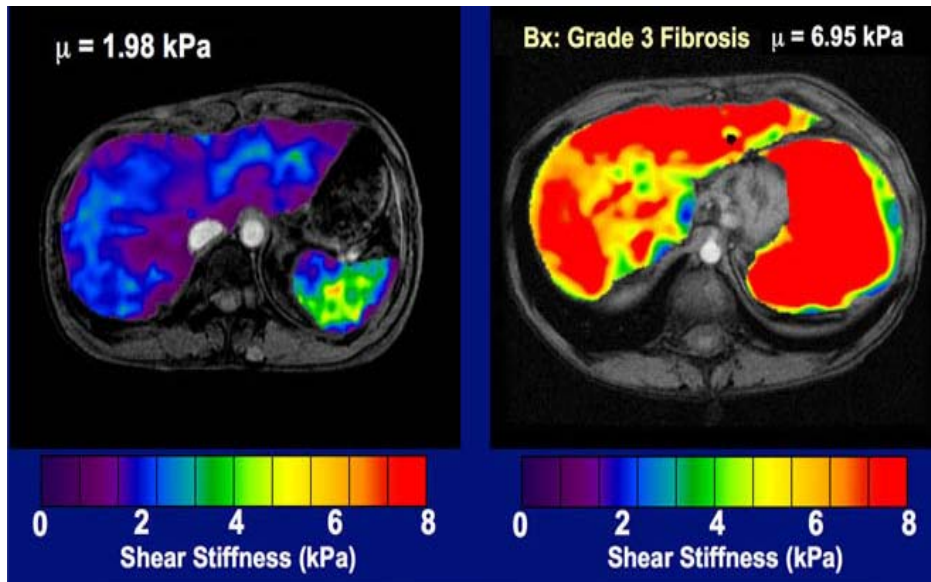 μ = 1.98 kPa
Bx: Grade 3 Fibrosis μ = 6.95 kPa
0 2 4 6 8
Shear Stiffness (kPa)
0 2 4 6 8
Shear Stiffness (kPa)